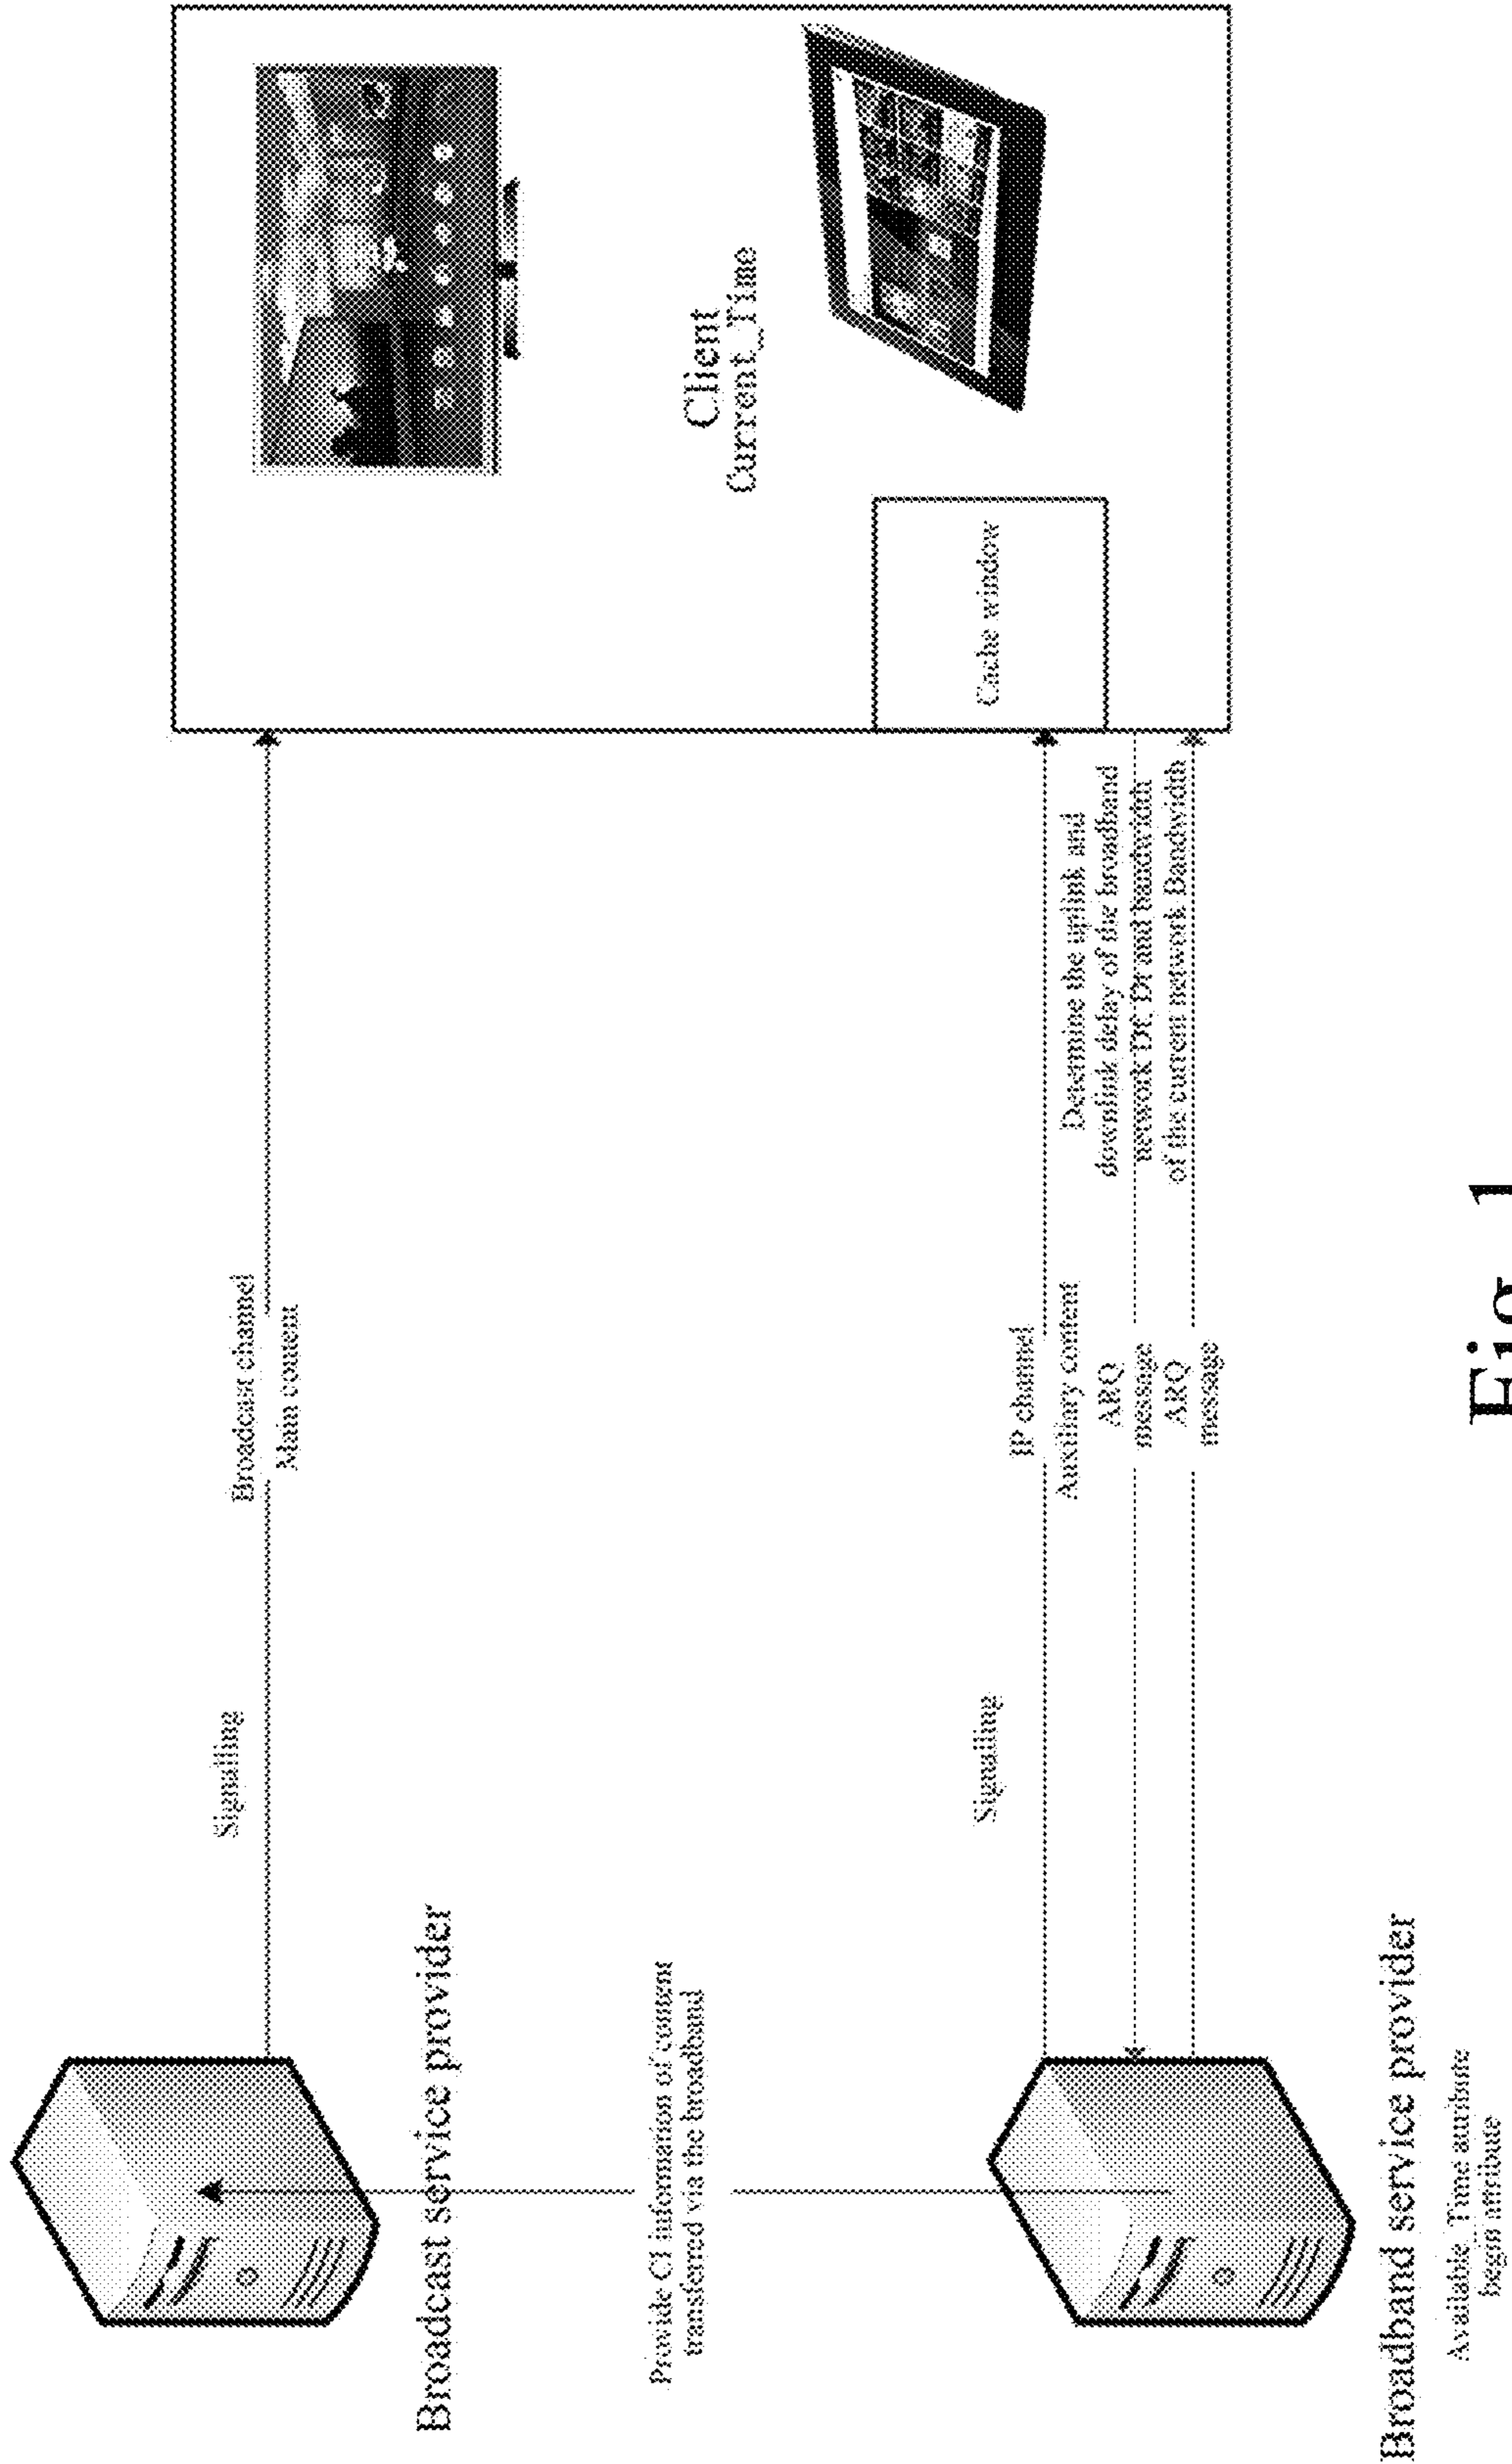 Signalling
Broadcast channel
Main content
Broadcast service provider
Provide CI information of content
transferred via the broadband
Client
Current_Time
Cache window
Signalling
IP channel
Auxiliary content
ARQ
message
ARQ
message
Determine the uplink and
downlink delay of the broadband
network Dt, Dr and bandwidth
of the current network Bandwidth
Broadband service provider
Available_Time attribute
begin attribute
Fig. 1